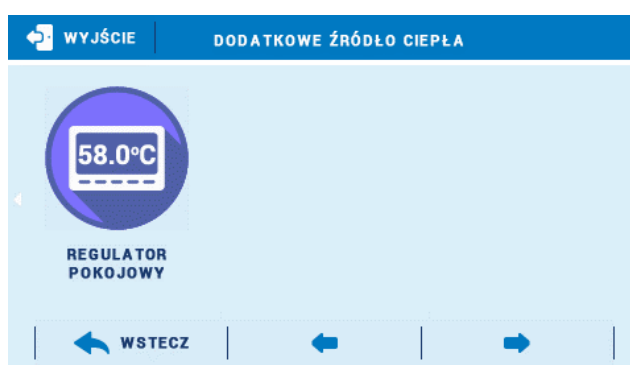 WYJŚCIE
DODATKOWE ŹRÓDŁO CIEPŁA
58.0°C
REGULATOR
POKOJOWY
WSTECZ